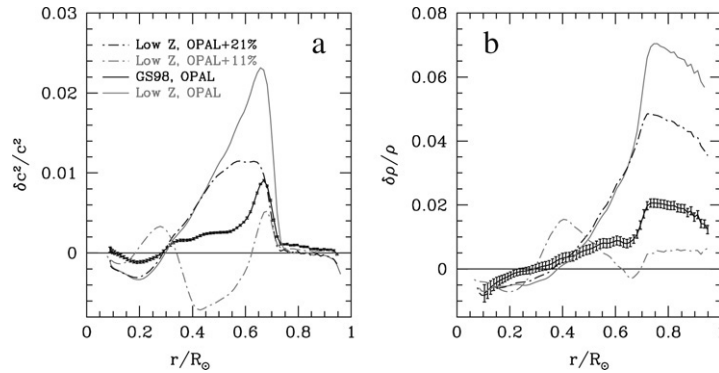 a
Low Z, OPAL+21%
Low Z, OPAL+11%
GS98, OPAL
Low Z, OPAL
0.03
0.02
0.01
0
δc²/c²
0 0.2 0.4 0.6 0.8 1
r/R☉
b
0.08
0.06
0.04
0.02
0
δρ/ρ
0 0.2 0.4 0.6 0.8 1
r/R☉